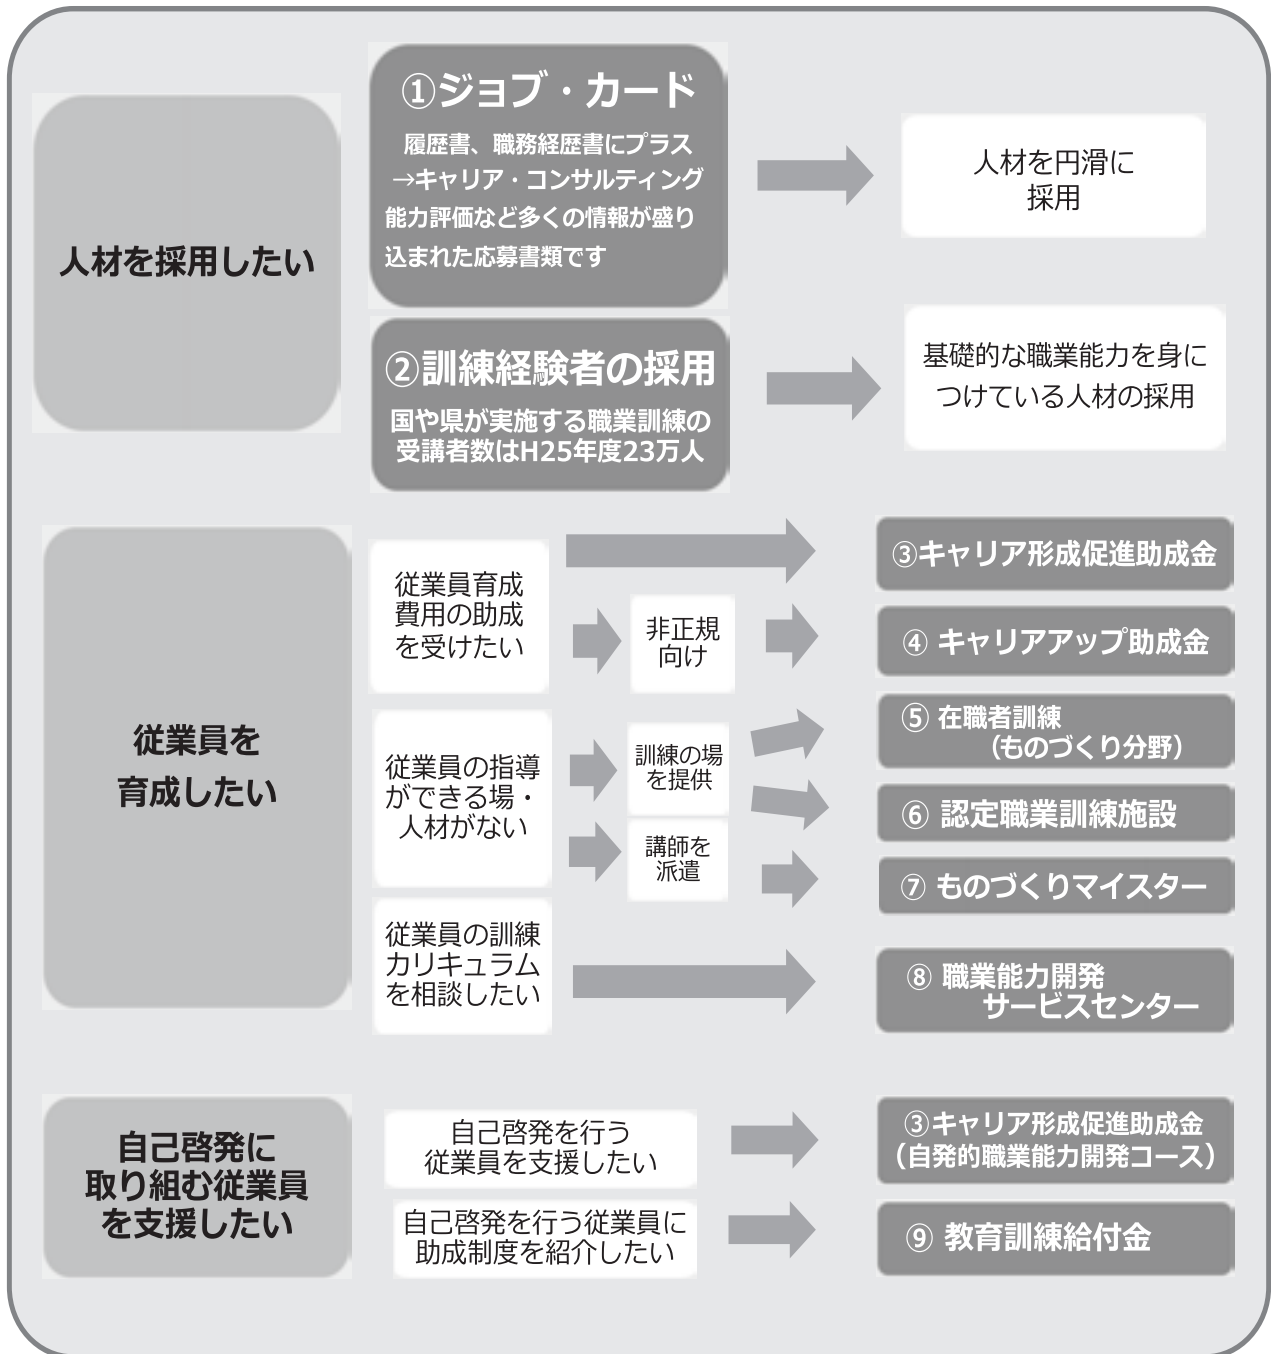 人材を採用したい
①ジョブ・カード
履歴書、職務経歴書にプラス
→キャリア・コンサルティング
能力評価など多くの情報が盛り
込まれた応募書類です
人材を円滑に
採用
②訓練経験者の採用
国や県が実施する職業訓練の
受講者数はH25年度23万人
基礎的な職業能力を身に
つけている人材の採用
従業員を
育成したい
従業員育成
費用の助成
を受けたい
③キャリア形成促進助成金
非正規
向け
④ キャリアアップ助成金
従業員の指導
ができる場・
人材がない
訓練の場
を提供
⑤ 在職者訓練
（ものづくり分野）
⑥ 認定職業訓練施設
講師を
派遣
⑦ ものづくりマイスター
従業員の訓練
カリキュラム
を相談したい
⑧ 職業能力開発
サービスセンター
自己啓発に
取り組む従業員
を支援したい
自己啓発を行う
従業員を支援したい
③キャリア形成促進助成金
（自発的職業能力開発コース）
自己啓発を行う従業員に
助成制度を紹介したい
⑨ 教育訓練給付金